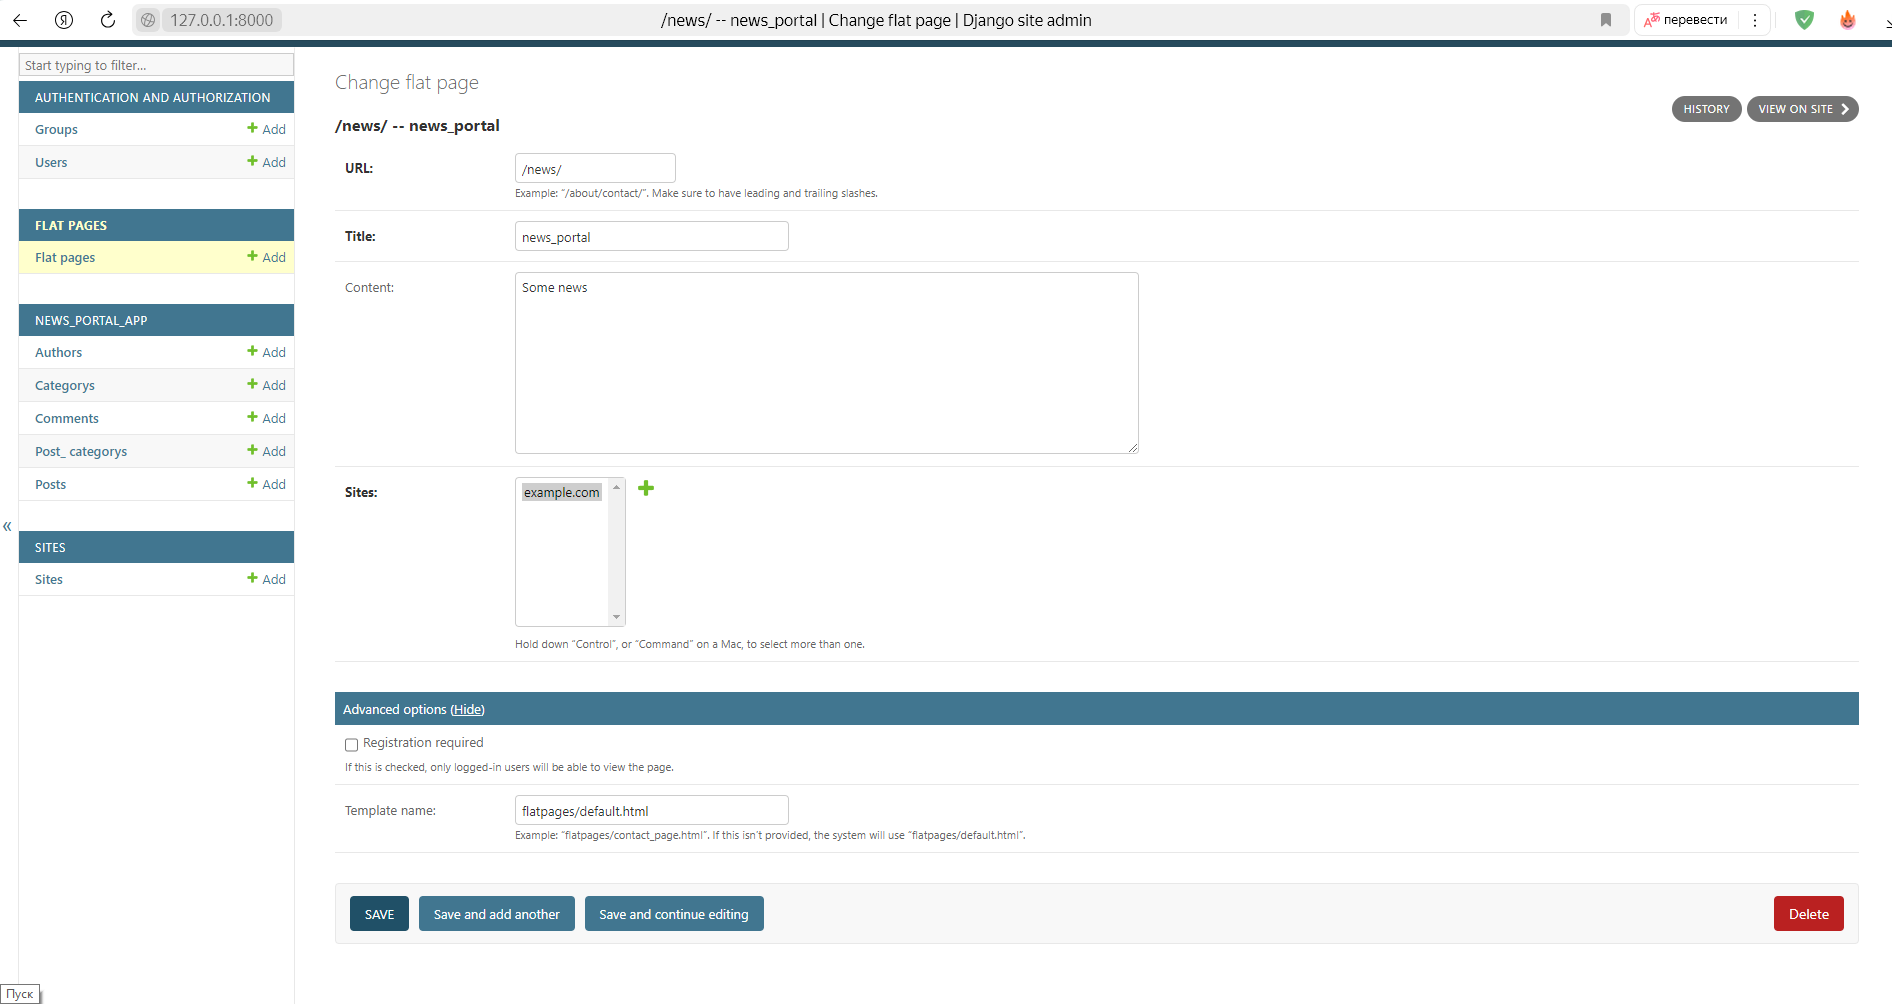 127.0.0.1:8000
/news/ -- news_portal | Change flat page | Django site admin
перевести
Start typing to filter...
AUTHENTICATION AND AUTHORIZATION
Groups Add
Users Add
FLAT PAGES
Flat pages Add
NEWS_PORTAL_APP
Authors Add
Categorys Add
Comments Add
Post_ categorys Add
Posts Add
SITES
Sites Add
Change flat page
HISTORY
VIEW ON SITE
/news/ -- news_portal
URL:
/news/
Example: “/about/contact/”. Make sure to have leading and trailing slashes.
Title:
news_portal
Content:
Some news
Sites:
example.com
Hold down “Control”, or “Command” on a Mac, to select more than one.
Advanced options (Hide)
Registration required
If this is checked, only logged-in users will be able to view the page.
Template name:
flatpages/default.html
Example: “flatpages/contact_page.html”. If this isn’t provided, the system will use “flatpages/default.html”.
SAVE
Save and add another
Save and continue editing
Delete
Пуск